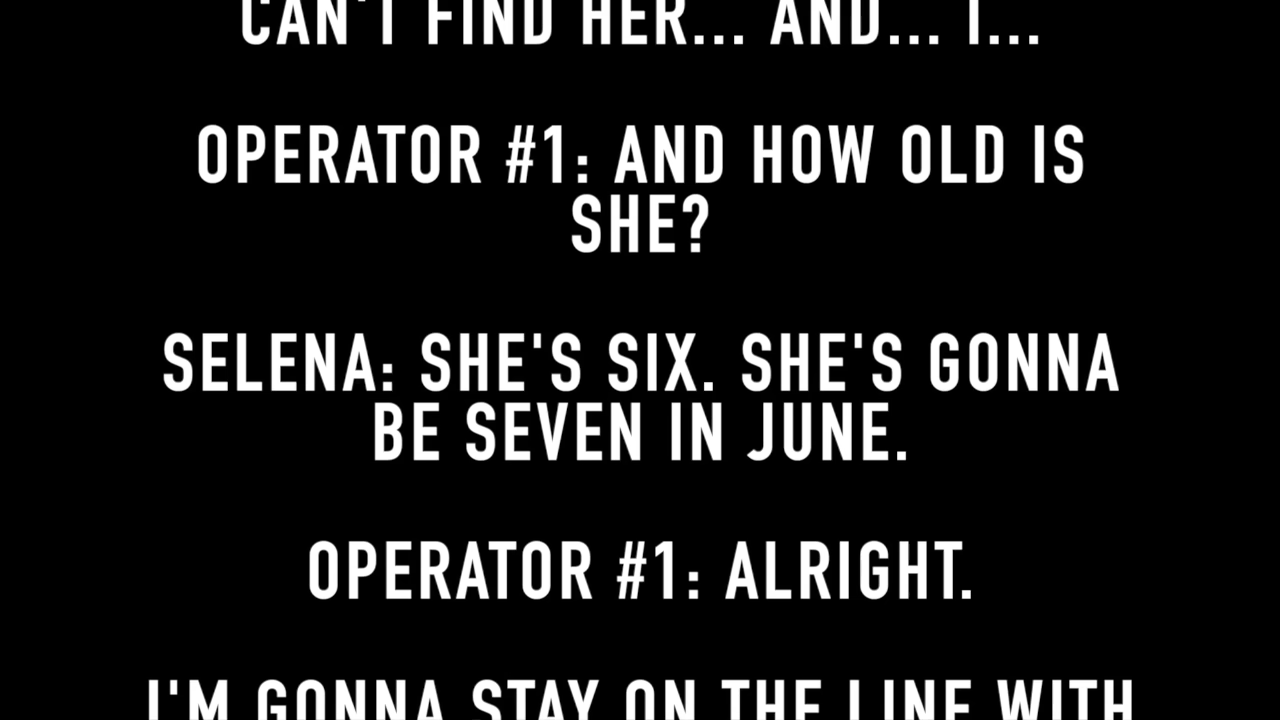 CAN'T FIND HER... AND... I...
OPERATOR #1: AND HOW OLD IS
SHE?
SELENA: SHE'S SIX. SHE'S GONNA
BE SEVEN IN JUNE.
OPERATOR #1: ALRIGHT.
I'M GONNA STAY ON THE LINE WITH